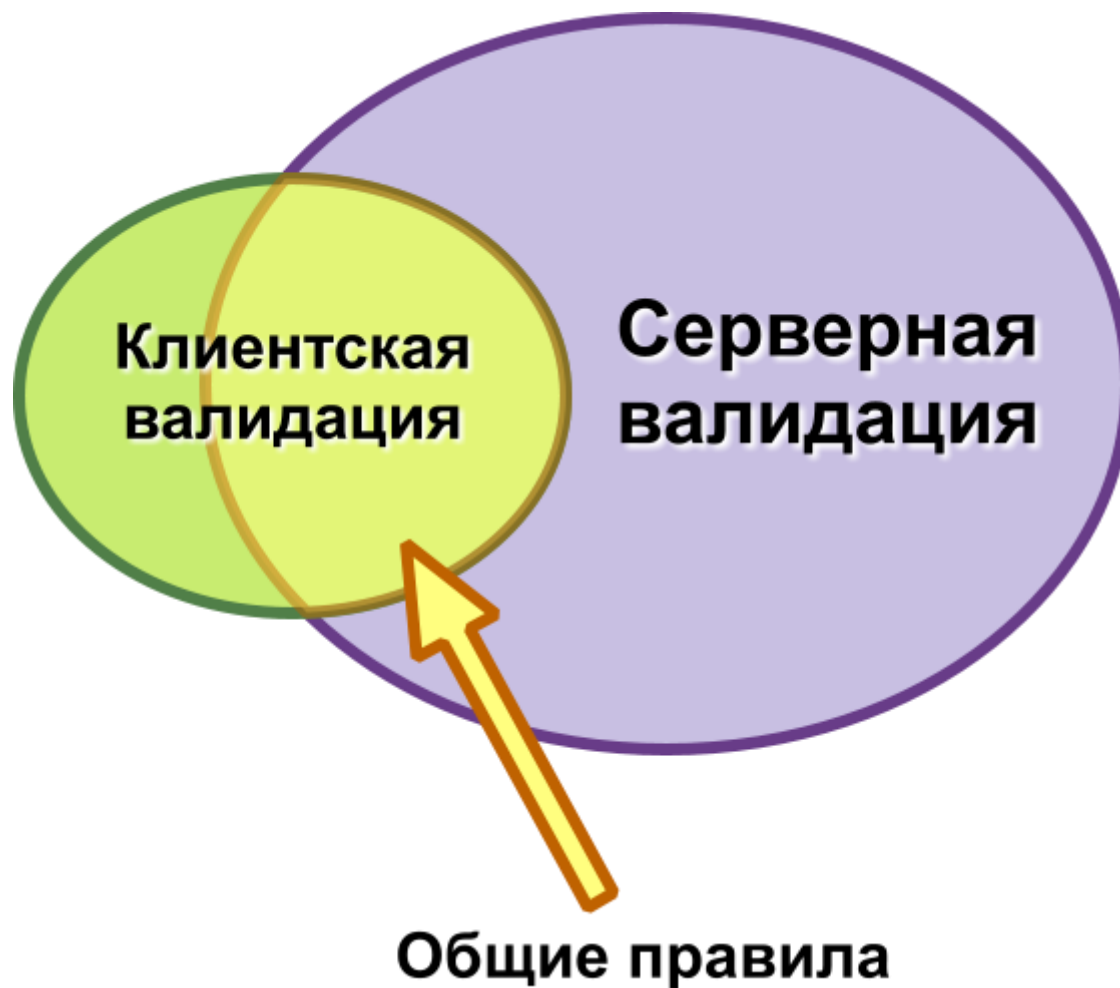 Клиентская
валидация
Серверная
валидация
Общие правила